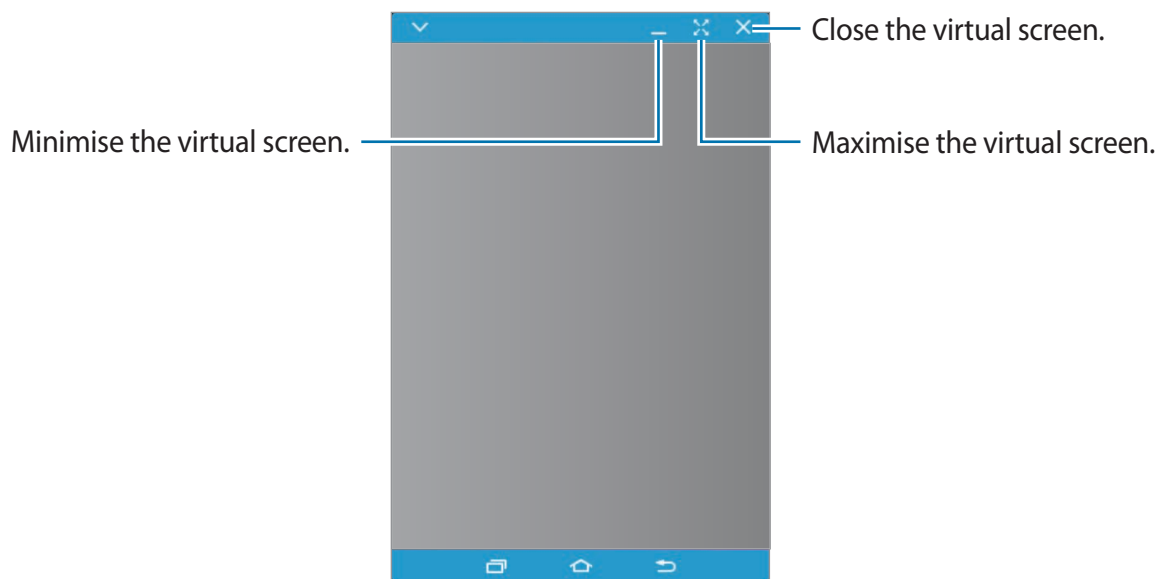 Close the virtual screen.
Minimise the virtual screen.
Maximise the virtual screen.